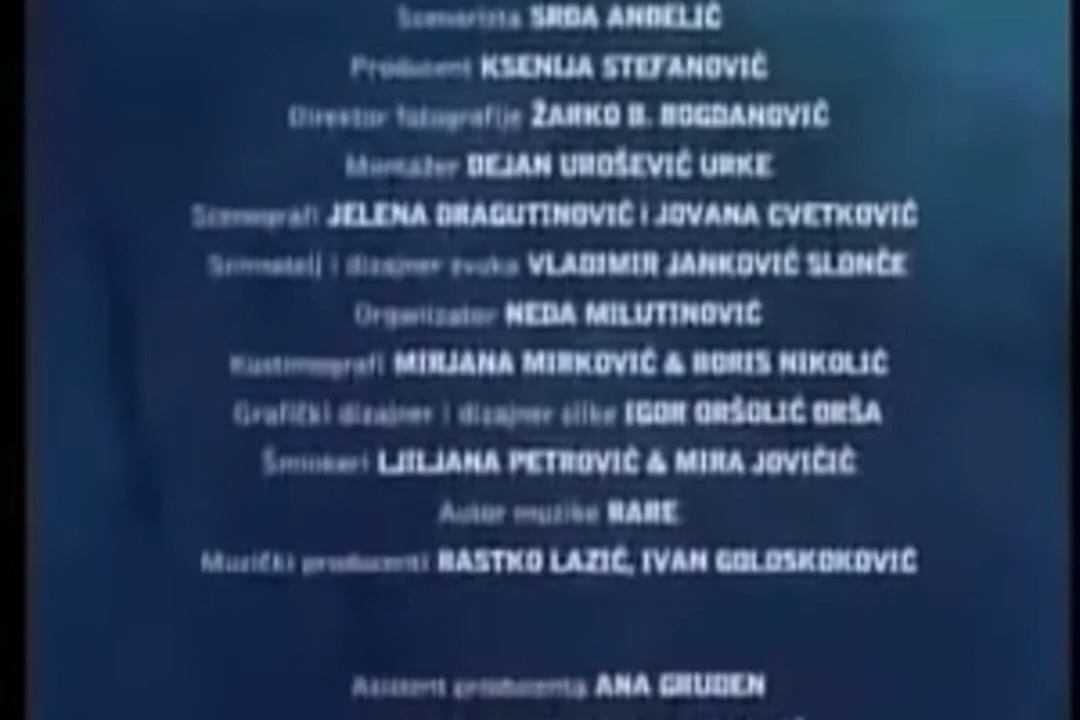 Scenarista SRĐA ANĐELIĆ
Producent KSENIJA STEFANOVIĆ
Direktor fotografije ŽARKO B. BOGDANOVIĆ
Montažer DEJAN UROŠEVIĆ URKE
Scenografi JELENA DRAGUTINOVIĆ i JOVANA CVETKOVIĆ
Snimatelj i dizajner zvuka VLADIMIR JANKOVIĆ SLONČE
Organizator NEDA MILUTINOVIĆ
Kostimografi MIRJANA MIRKOVIĆ & BORIS NIKOLIĆ
Grafički dizajner i dizajner slike IGOR ORŠOLIĆ ORŠA
Šminkeri LJILJANA PETROVIĆ & MIRA JOVIČIĆ
Autor muzike
Muzički producenti RASTKO LAZIĆ, IVAN GOLOSKOKOVIĆ
Asistent producenta ANA GRUDEN